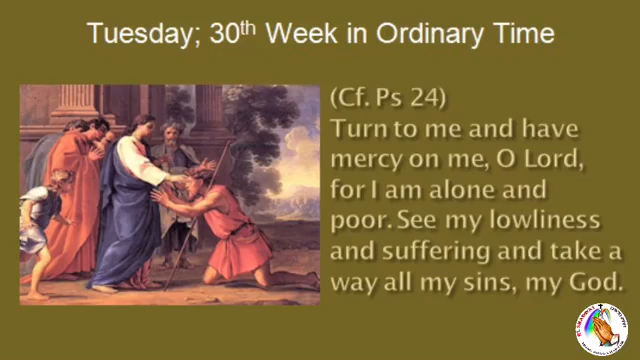 Tuesday; 30th Week in Ordinary Time
(Cf. Ps 24)
Turn to me and have
mercy on me, O Lord,
for I am alone and
poor. See my lowliness
and suffering and take a
way all my sins, my God.